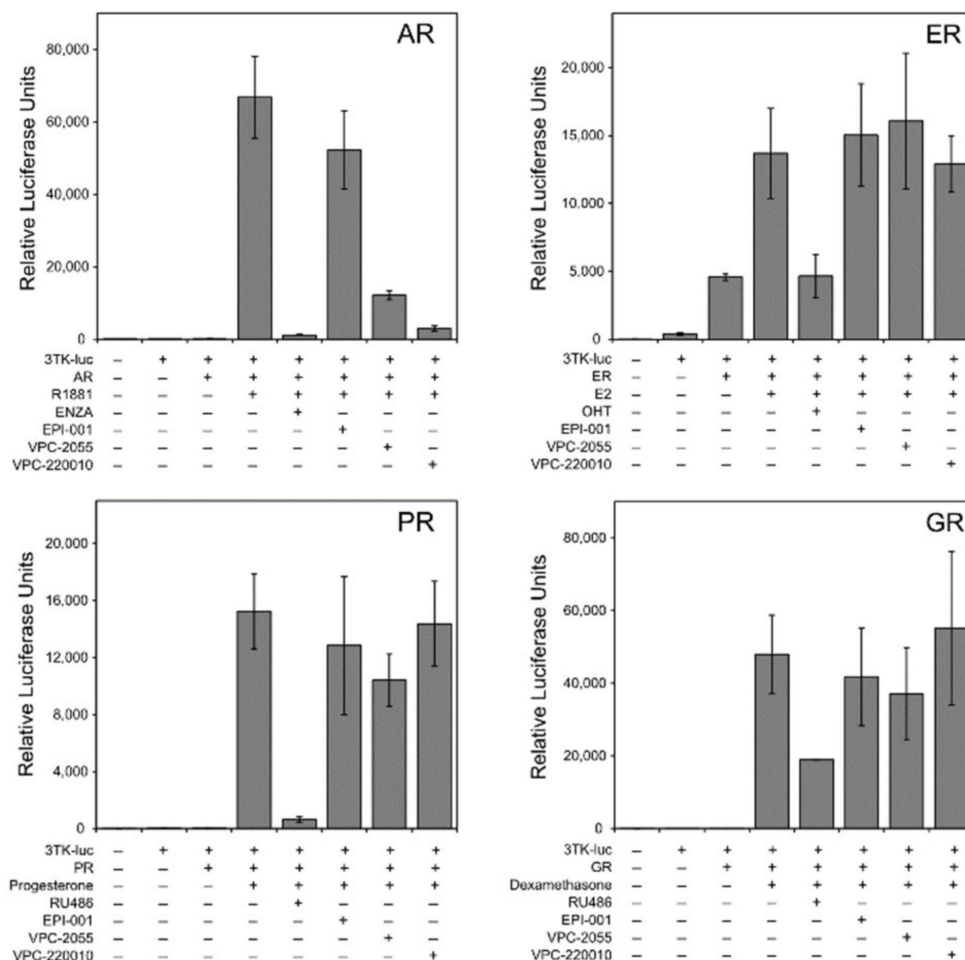 AR
80,000
60,000
40,000
20,000
0
Relative Luciferase Units
3TK-luc – + + + + + + +
AR – – + + + + + +
R1881 – – – + + + + +
ENZA – – – – + – – –
EPI-001 – – – – – + – –
VPC-2055 – – – – – – + –
VPC-220010 – – – – – – – +
ER
20,000
15,000
10,000
5,000
0
Relative Luciferase Units
3TK-luc – + + + + + + +
ER – – + + + + + +
E2 – – – + + + + +
OHT – – – – + – – –
EPI-001 – – – – – + – –
VPC-2055 – – – – – – + –
VPC-220010 – – – – – – – +
PR
20,000
16,000
12,000
8,000
4,000
0
Relative Luciferase Units
3TK-luc – + + + + + + +
PR – – + + + + + +
Progesterone – – – + + + + +
RU486 – – – – + – – –
EPI-001 – – – – – + – –
VPC-2055 – – – – – – + –
VPC-220010 – – – – – – – +
GR
80,000
60,000
40,000
20,000
0
Relative Luciferase Units
3TK-luc – + + + + + + +
GR – – + + + + + +
Dexamethasone – – – + + + + +
RU486 – – – – + – – –
EPI-001 – – – – – + – –
VPC-2055 – – – – – – + –
VPC-220010 – – – – – – – +